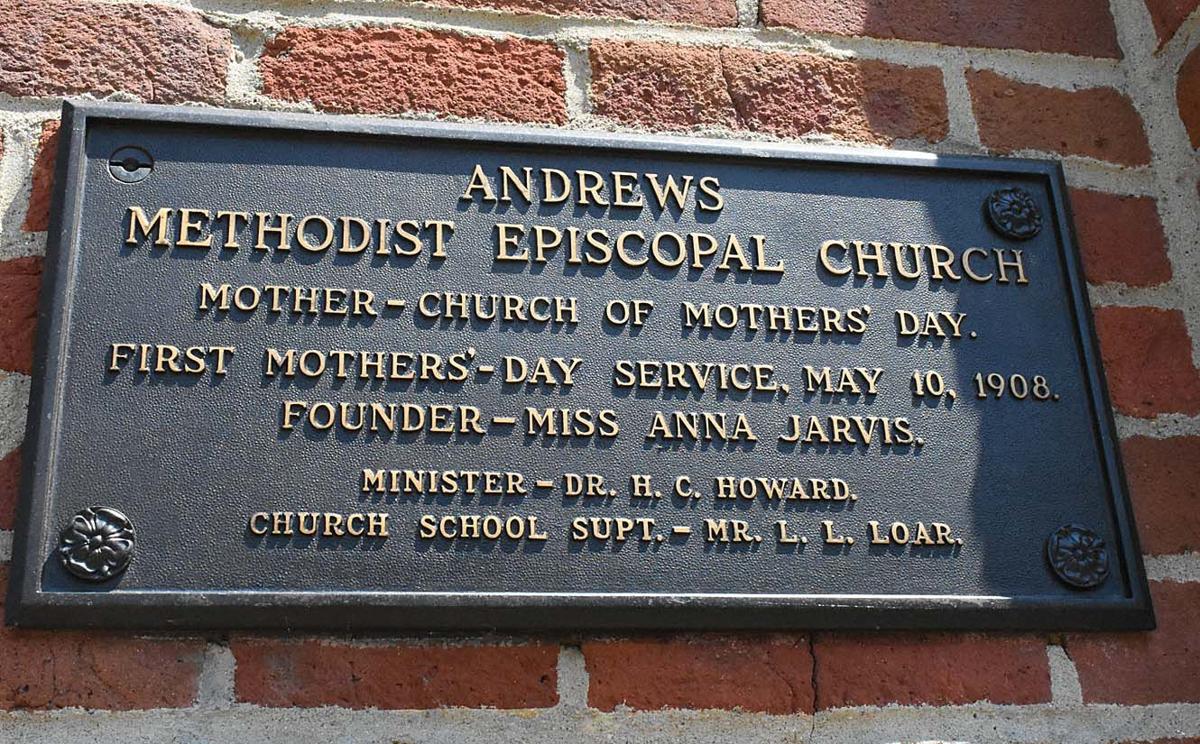 ANDREWS
METHODIST EPISCOPAL CHURCH
MOTHER-CHURCH OF MOTHERS' DAY.
FIRST MOTHERS'-DAY SERVICE, MAY 10, 1908.
FOUNDER-MISS ANNA JARVIS.
MINISTER-DR. H. C. HOWARD.
CHURCH SCHOOL SUPT.-MR. L. L. LOAR.